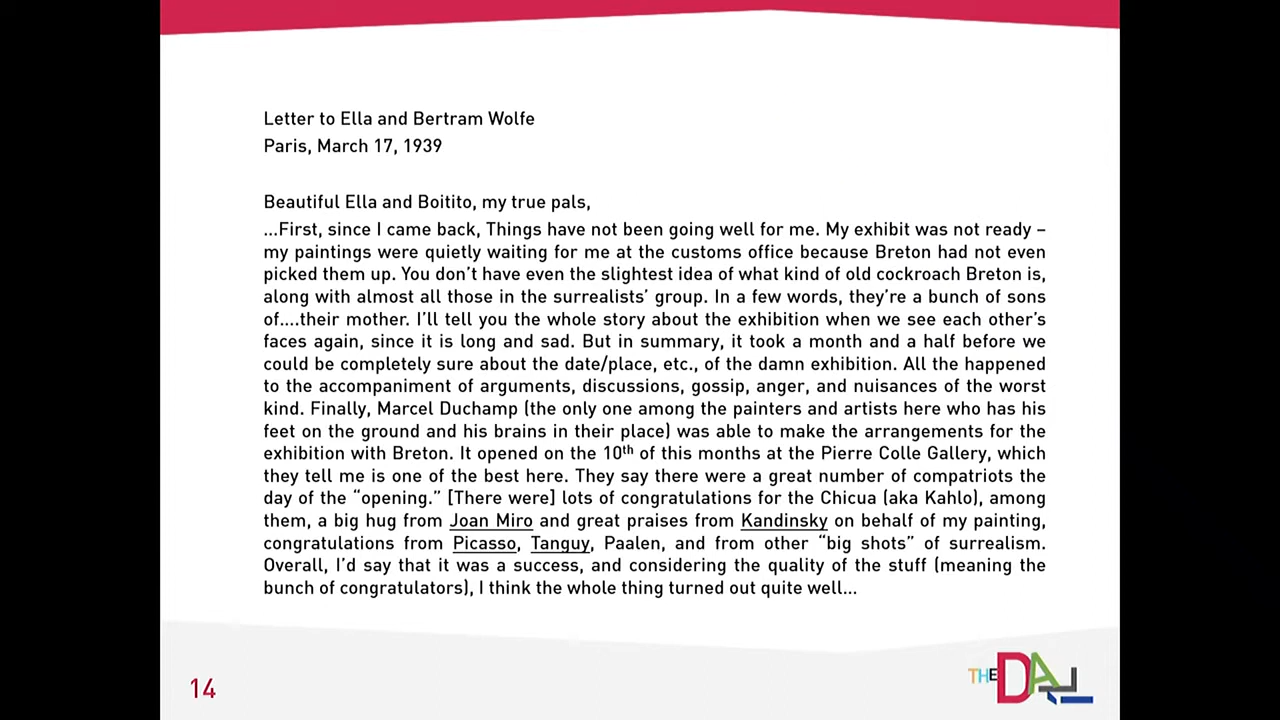 Letter to Ella and Bertram Wolfe
Paris, March 17, 1939
Beautiful Ella and Boitito, my true pals,
...First, since I came back, Things have not been going well for me. My exhibit was not ready –
my paintings were quietly waiting for me at the customs office because Breton had not even
picked them up. You don't have even the slightest idea of what kind of old cockroach Breton is,
along with almost all those in the surrealists' group. In a few words, they're a bunch of sons
of....their mother. I'll tell you the whole story about the exhibition when we see each other's
faces again, since it is long and sad. But in summary, it took a month and a half before we
could be completely sure about the date/place, etc., of the damn exhibition. All the happened
to the accompaniment of arguments, discussions, gossip, anger, and nuisances of the worst
kind. Finally, Marcel Duchamp (the only one among the painters and artists here who has his
feet on the ground and his brains in their place) was able to make the arrangements for the
exhibition with Breton. It opened on the 10th of this months at the Pierre Colle Gallery, which
they tell me is one of the best here. They say there were a great number of compatriots the
day of the “opening.” [There were] lots of congratulations for the Chicua (aka Kahlo), among
them, a big hug from Joan Miro and great praises from Kandinsky on behalf of my painting,
congratulations from Picasso, Tanguy, Paalen, and from other “big shots” of surrealism.
Overall, I'd say that it was a success, and considering the quality of the stuff (meaning the
bunch of congratulators), I think the whole thing turned out quite well...
14
THE DALI